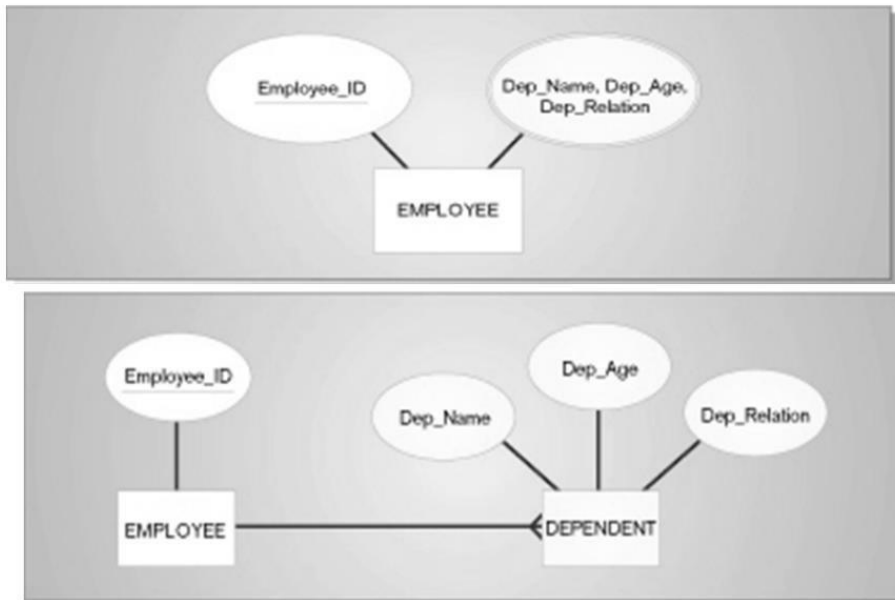 Employee_ID
Dep_Name, Dep_Age,
Dep_Relation
EMPLOYEE
Employee_ID
Dep_Name
Dep_Age
Dep_Relation
EMPLOYEE
DEPENDENT